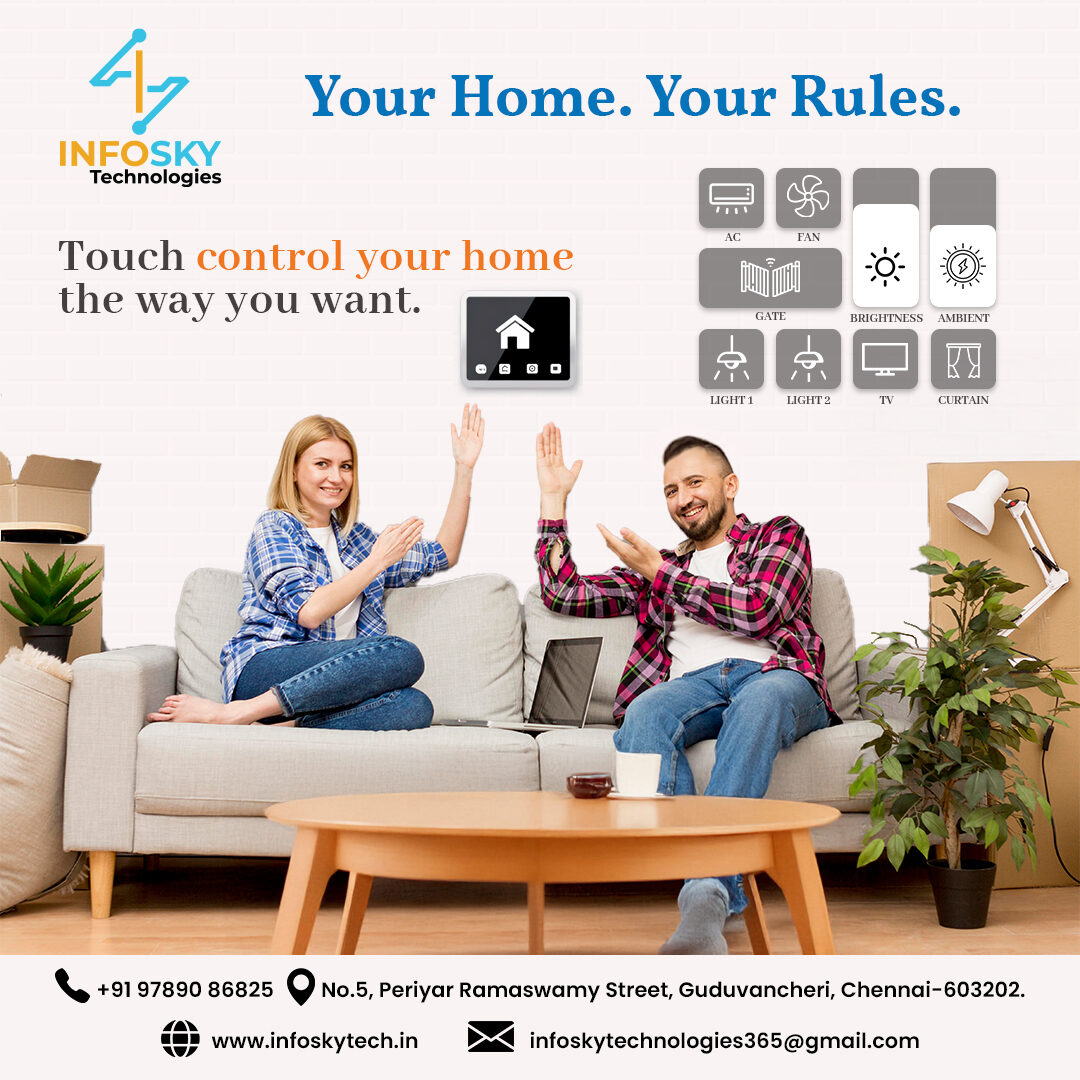 INFOSKY
Technologies
Your Home. Your Rules.
Touch control your home
the way you want.
AC
FAN
GATE
BRIGHTNESS
AMBIENT
LIGHT 1
LIGHT 2
TV
CURTAIN
+91 97890 86825
No.5, Periyar Ramaswamy Street, Guduvancheri, Chennai-603202.
www.infoskytech.in
infoskytechnologies365@gmail.com